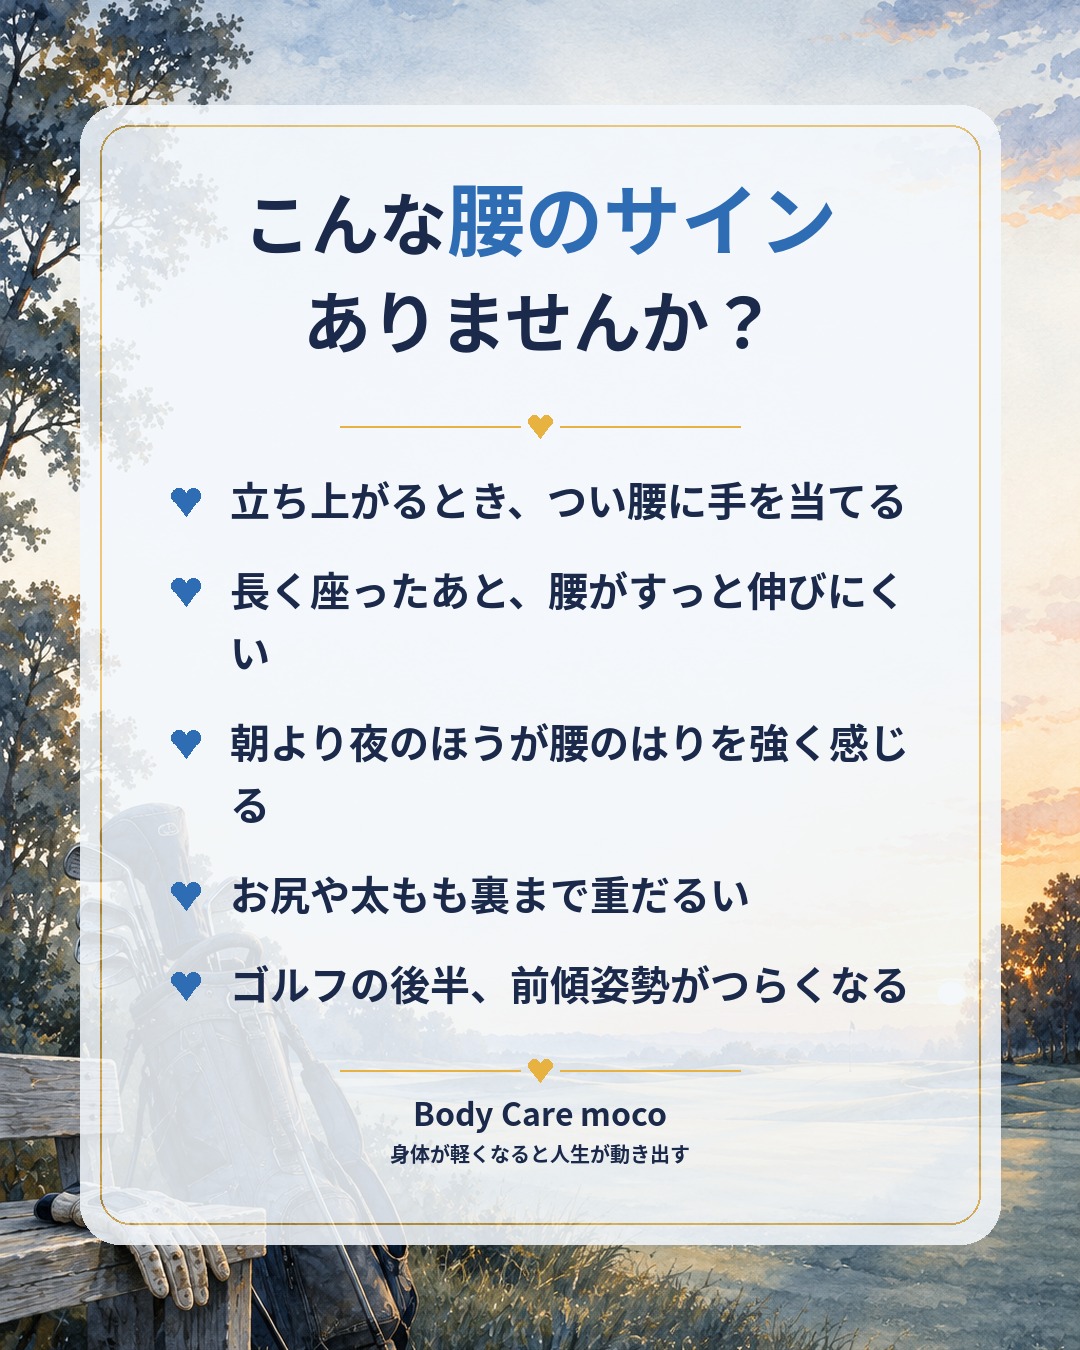 こんな腰のサイン
ありませんか？
立ち上がるとき、つい腰に手を当てる
長く座ったあと、腰がすっと伸びにく
い
朝より夜のほうが腰のはりを強く感じ
る
お尻や太もも裏まで重だるい
ゴルフの後半、前傾姿勢がつらくなる
Body Care moco
身体が軽くなると人生が動き出す